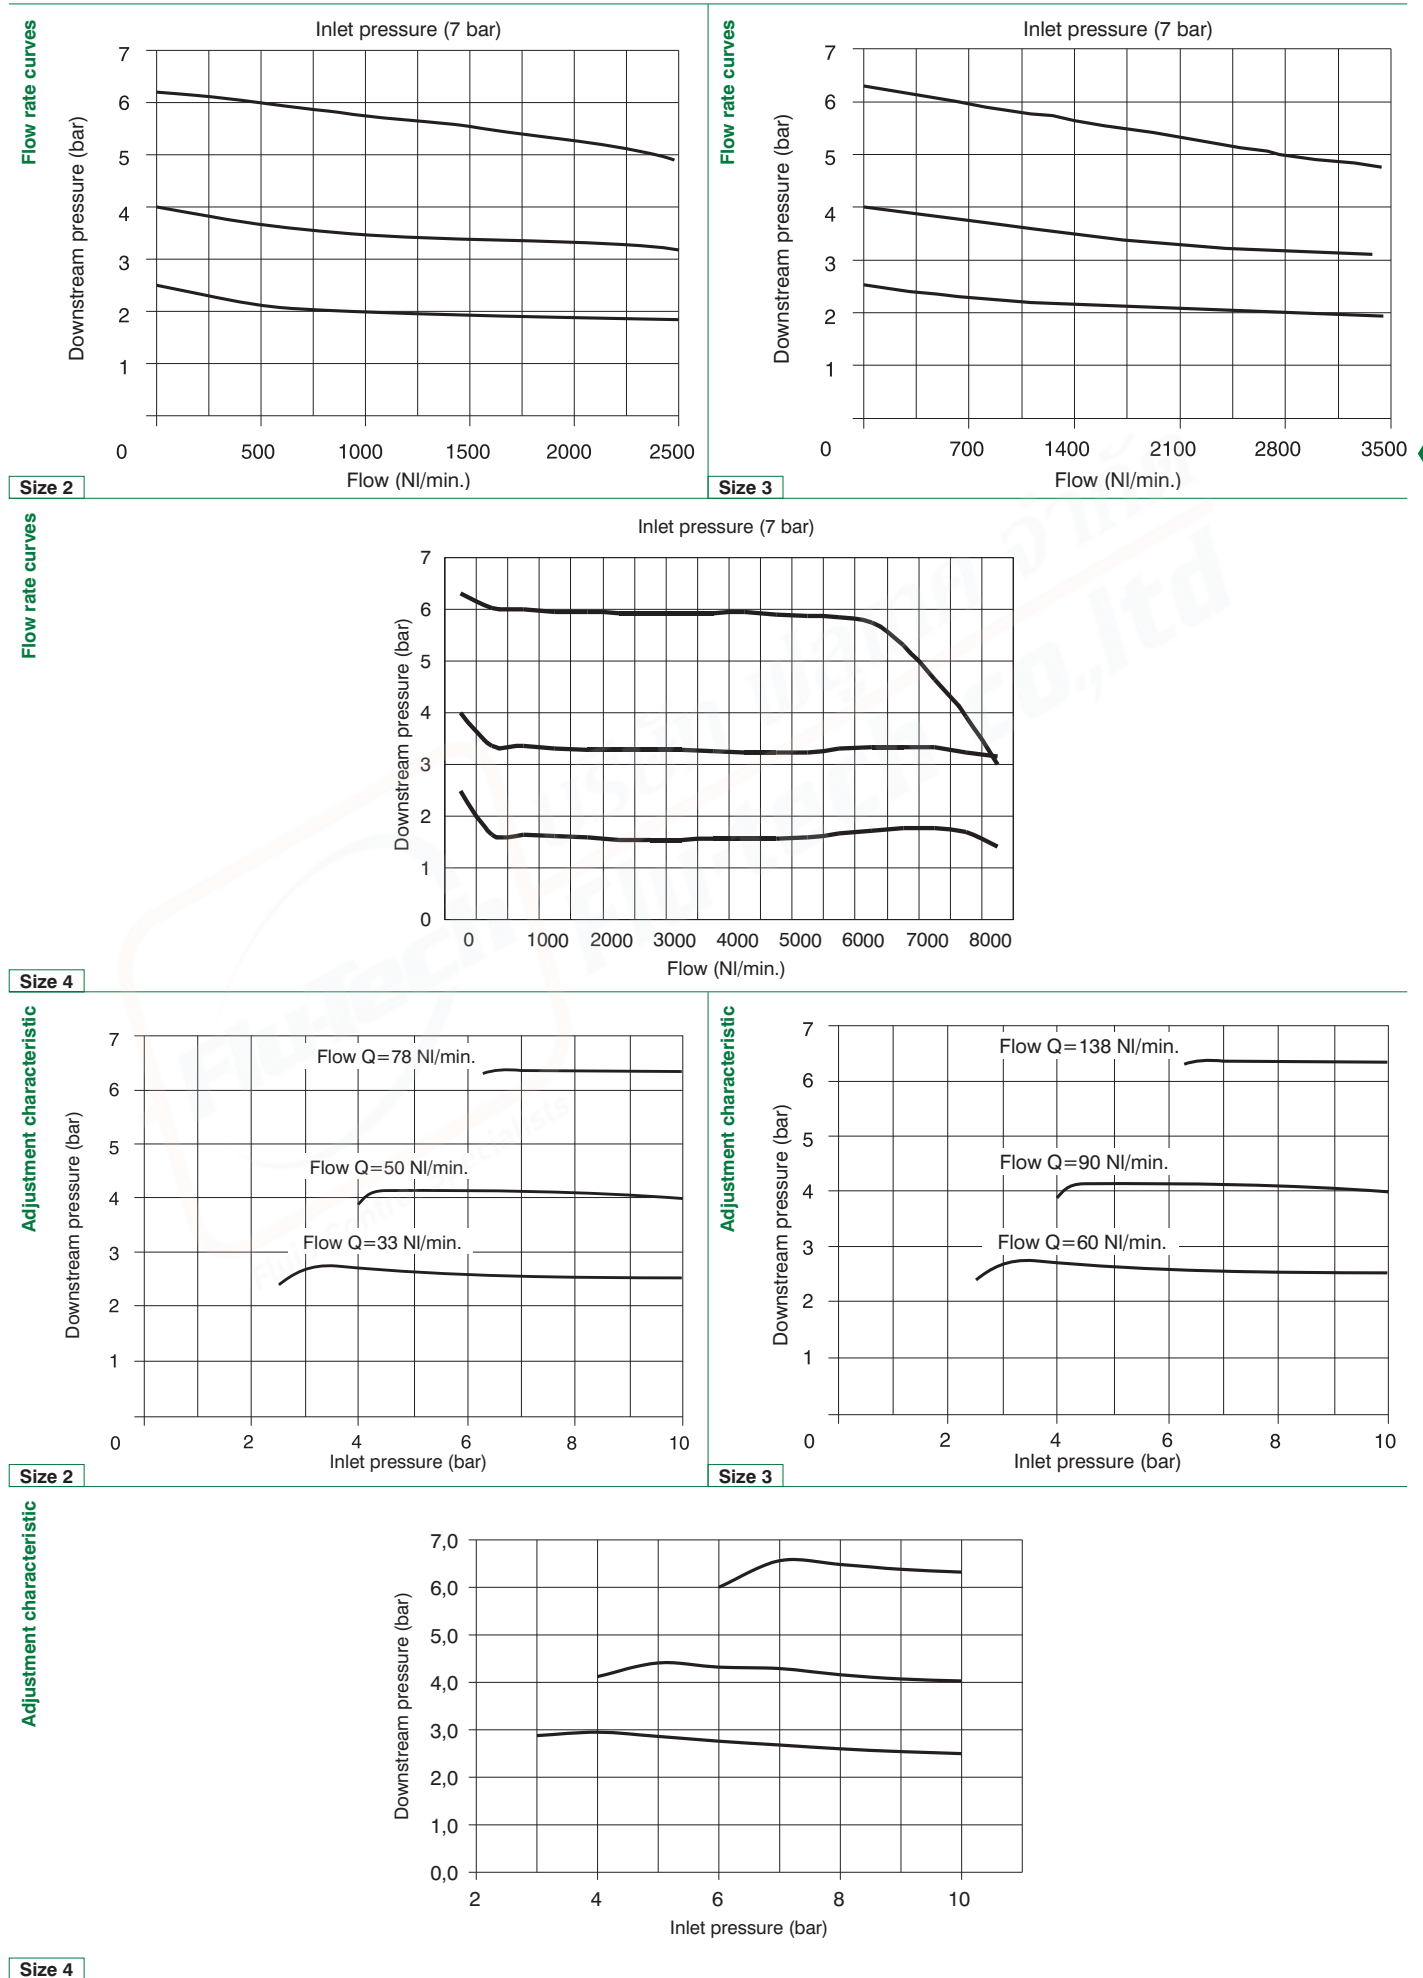 Flow rate curves
Inlet pressure (7 bar)
Downstream pressure (bar)
7
6
5
4
3
2
1
0 500 1000 1500 2000 2500
Flow (Nl/min.)
Size 2
Flow rate curves
Inlet pressure (7 bar)
Downstream pressure (bar)
7
6
5
4
3
2
1
0 700 1400 2100 2800 3500
Flow (Nl/min.)
Size 3
Flow rate curves
Inlet pressure (7 bar)
Downstream pressure (bar)
7
6
5
4
3
2
1
0
0 1000 2000 3000 4000 5000 6000 7000 8000
Flow (Nl/min.)
Size 4
Adjustment characteristic
Downstream pressure (bar)
7
6
5
4
3
2
1
Flow Q=78 Nl/min.
Flow Q=50 Nl/min.
Flow Q=33 Nl/min.
0 2 4 6 8 10
Inlet pressure (bar)
Size 2
Adjustment characteristic
Downstream pressure (bar)
7
6
5
4
3
2
1
Flow Q=138 Nl/min.
Flow Q=90 Nl/min.
Flow Q=60 Nl/min.
0 2 4 6 8 10
Inlet pressure (bar)
Size 3
Adjustment characteristic
Downstream pressure (bar)
7,0
6,0
5,0
4,0
3,0
2,0
1,0
0,0
2 4 6 8 10
Inlet pressure (bar)
Size 4
Flu-Tech
Flu-Tech co.,ltd